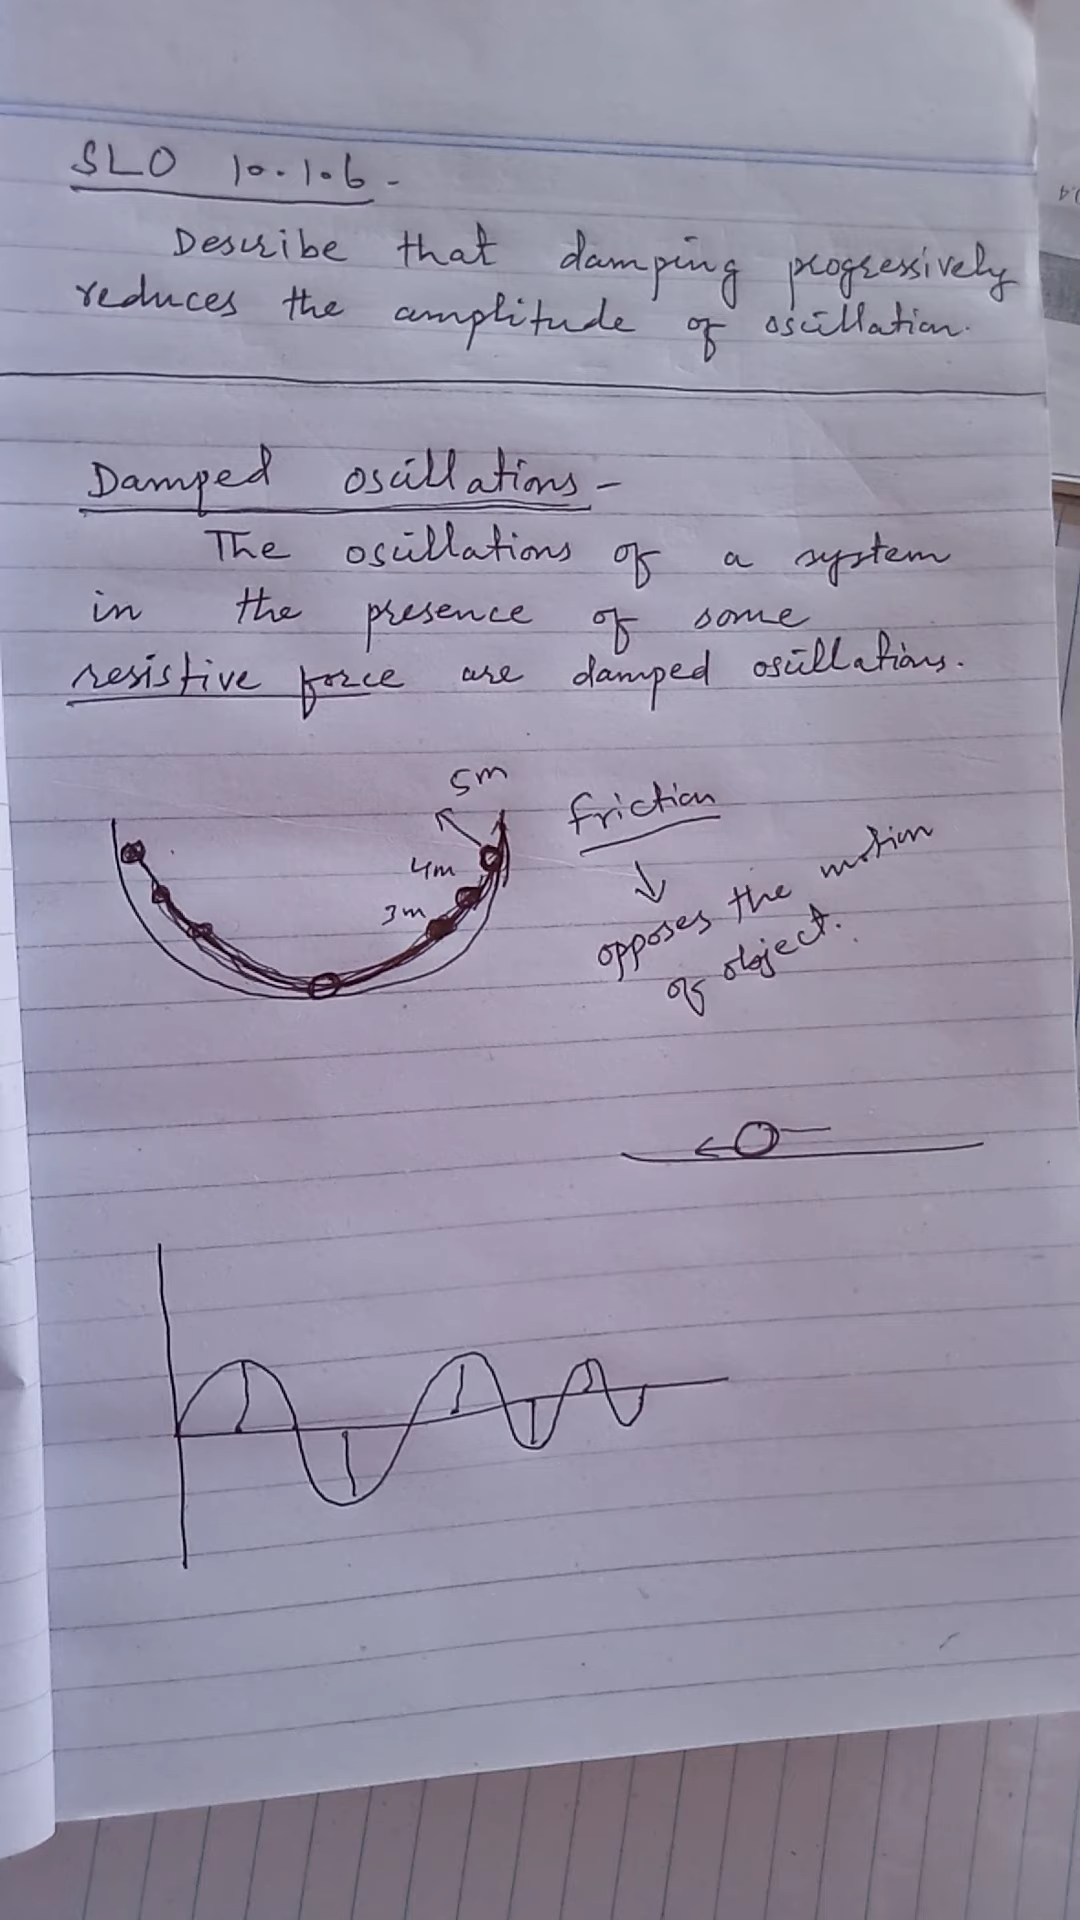 SLO 10.1.6-
Describe that damping progressively
reduces the amplitude of oscillation.
Damped oscillations-
The oscillations of a system
in the presence of some
resistive force are damped oscillations.
5m
4m
3m
friction
opposes the motion
of object.